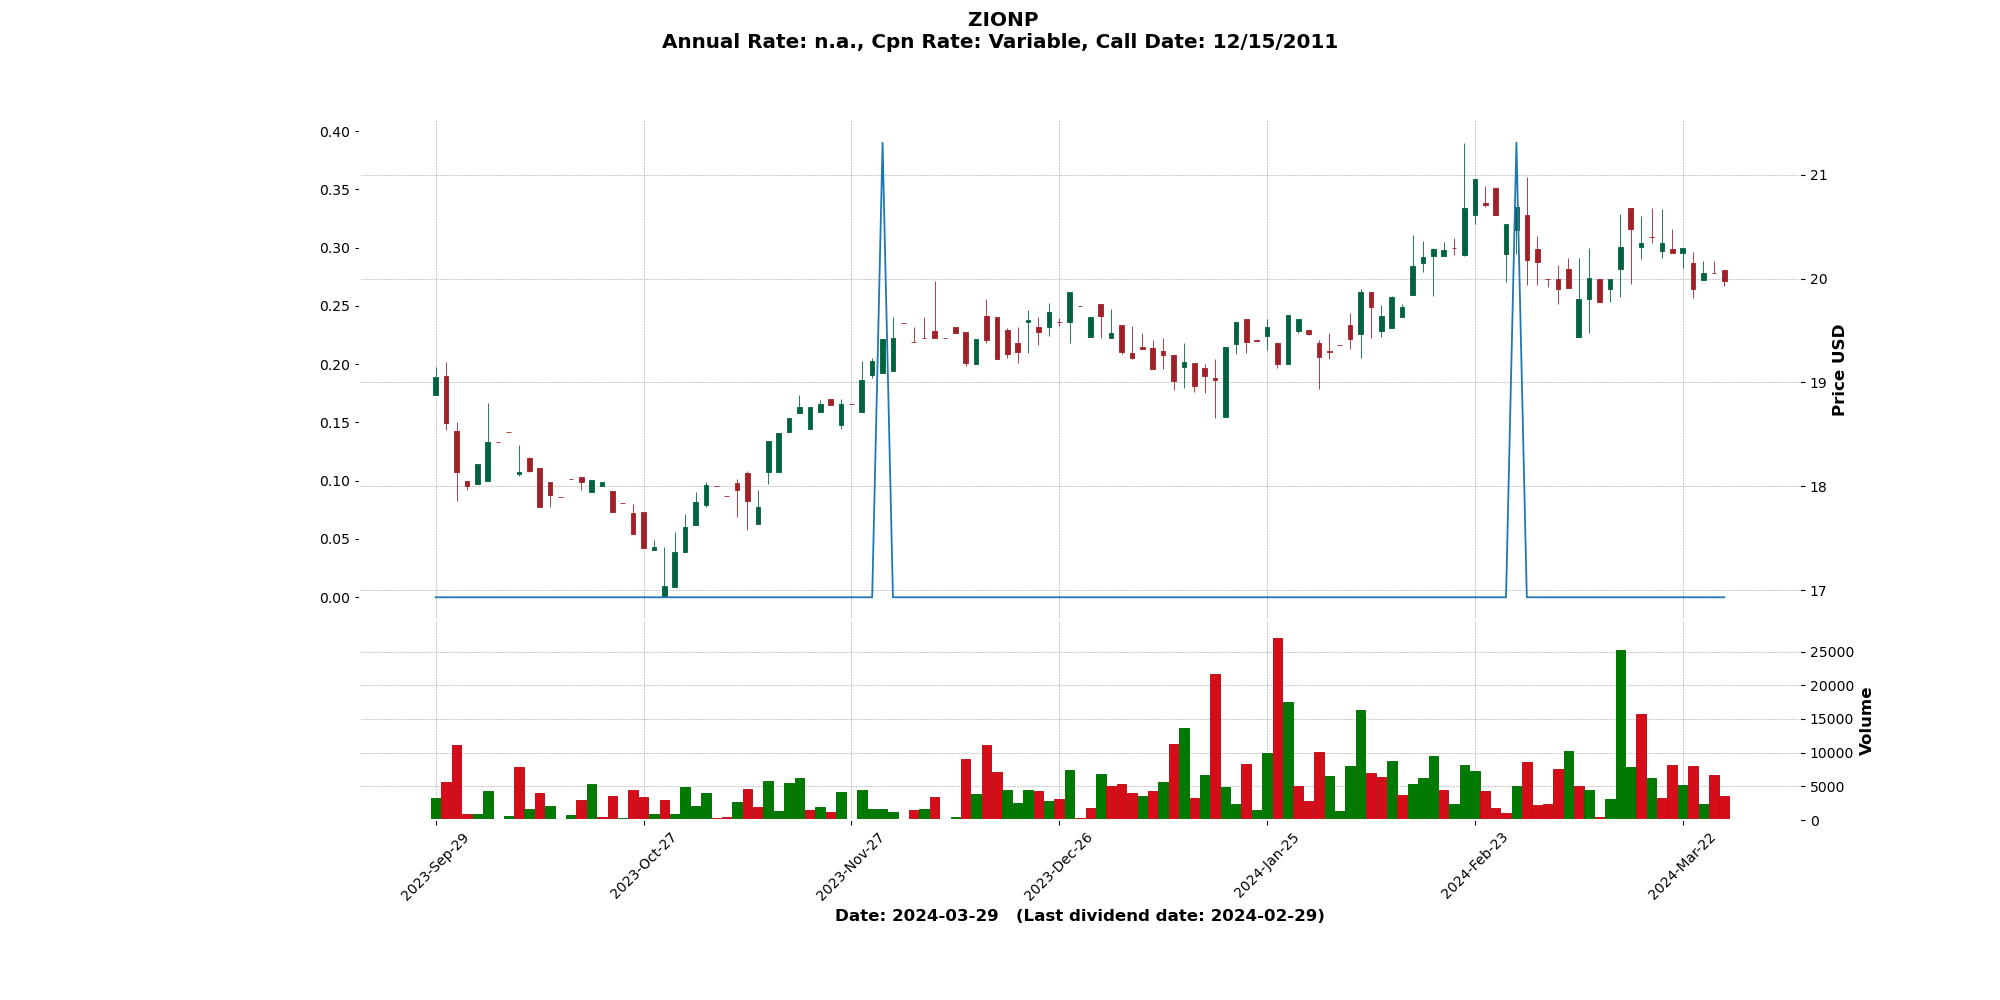 ZIONP
Annual Rate: n.a., Cpn Rate: Variable, Call Date: 12/15/2011
0.40
0.35
0.30
0.25
0.20
0.15
0.10
0.05
0.00
21
20
19
18
17
Price USD
25000
20000
15000
10000
5000
0
Volume
2023-Sep-29
2023-Oct-27
2023-Nov-27
2023-Dec-26
2024-Jan-25
2024-Feb-23
2024-Mar-22
Date: 2024-03-29   (Last dividend date: 2024-02-29)